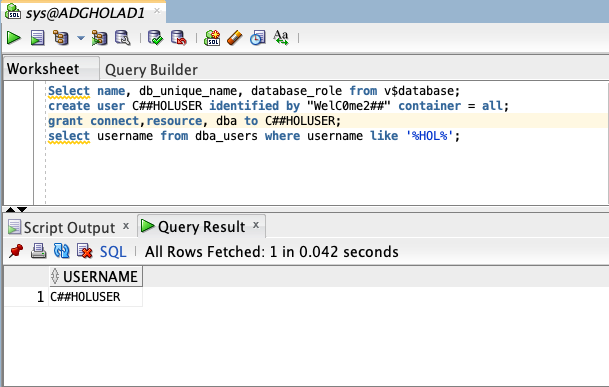 sys@ADGHOLAD1 ×
SQL
Worksheet Query Builder
Select name, db_unique_name, database_role from v$database;
create user C##HOLUSER identified by "WelC0me2##" container = all;
grant connect,resource, dba to C##HOLUSER;
select username from dba_users where username like '%HOL%';
Script Output × Query Result ×
SQL All Rows Fetched: 1 in 0.042 seconds
USERNAME
1 C##HOLUSER